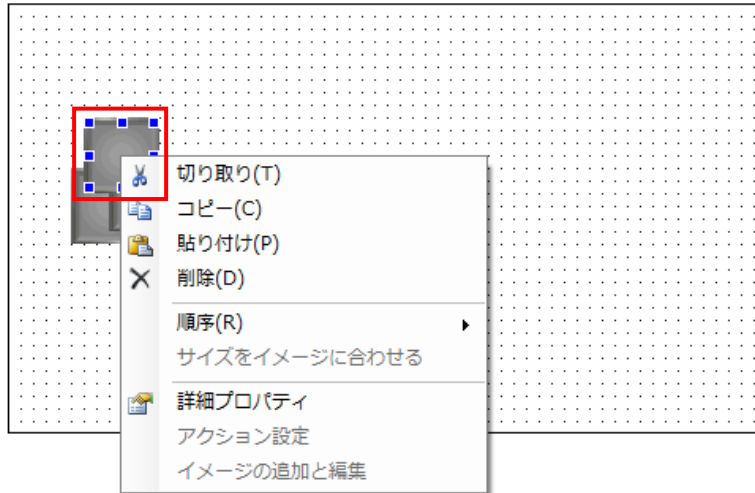 切り取り(T)
コピー(C)
貼り付け(P)
削除(D)
順序(R)
サイズをイメージに合わせる
詳細プロパティ
アクション設定
イメージの追加と編集